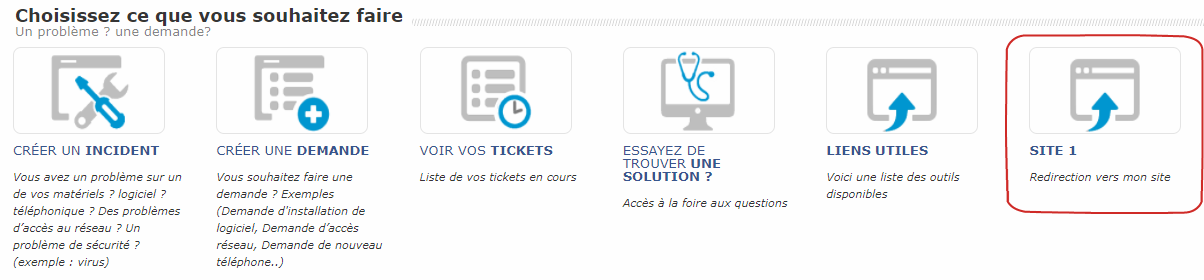 Choisissez ce que vous souhaitez faire
Un problème ? une demande?
CRÉER UN INCIDENT
Vous avez un problème sur un
de vos matériels ? logiciel ?
téléphonique ? Des problèmes
d'accès au réseau ? Un
problème de sécurité ?
(exemple : virus)
CRÉER UNE DEMANDE
Vous souhaitez faire une
demande ? Exemples
(Demande d'installation de
logiciel, Demande d'accès
réseau, Demande de nouveau
téléphone..)
VOIR VOS TICKETS
Liste de vos tickets en cours
ESSAYEZ DE
TROUVER UNE
SOLUTION ?
Accès à la foire aux questions
LIENS UTILES
Voici une liste des outils
disponibles
SITE 1
Redirection vers mon site